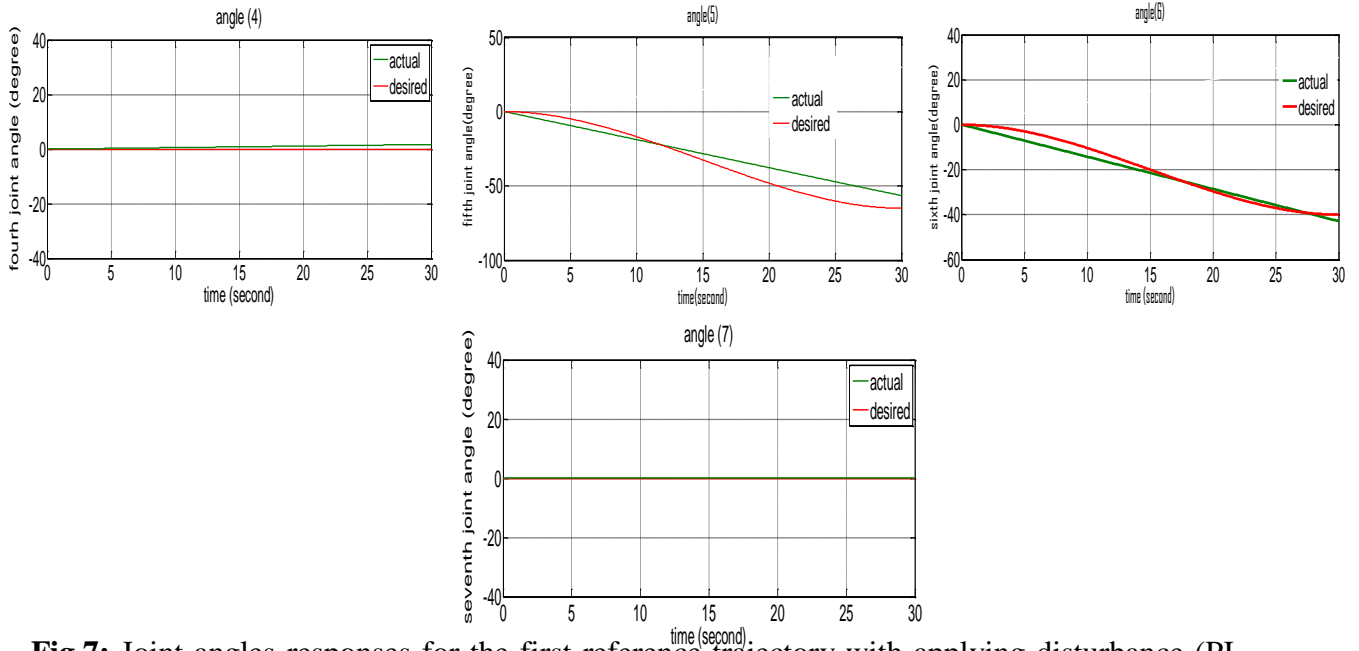 angle (4)
40
20
0
-20
-40
0 5 10 15 20 25 30
fourh joint angle (degree)
time (second)
actual
desired
angle(5)
50
0
-50
-100
0 5 10 15 20 25 30
fifth joint angle(degree)
time(second)
actual
desired
angle(6)
40
20
0
-20
-40
-60
0 5 10 15 20 25 30
sixth joint angle(degree)
time (second)
actual
desired
angle (7)
40
20
0
-20
-40
0 5 10 15 20 25 30
seventh joint angle (degree)
time (second)
actual
desired
Fig 7: Joint angles responses for the first reference trajectory with applying disturbance (PI